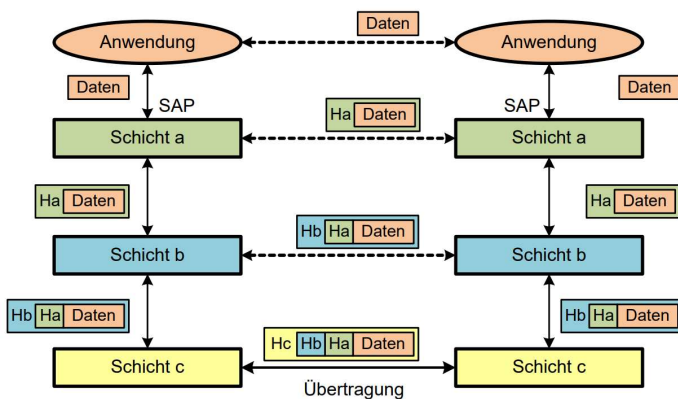 Daten
Anwendung Anwendung
Daten SAP SAP Daten
Ha Daten
Schicht a Schicht a
Ha Daten Ha Daten
Hb Ha Daten
Schicht b Schicht b
Hb Ha Daten Hb Ha Daten
Hc Hb Ha Daten
Schicht c Schicht c
Übertragung